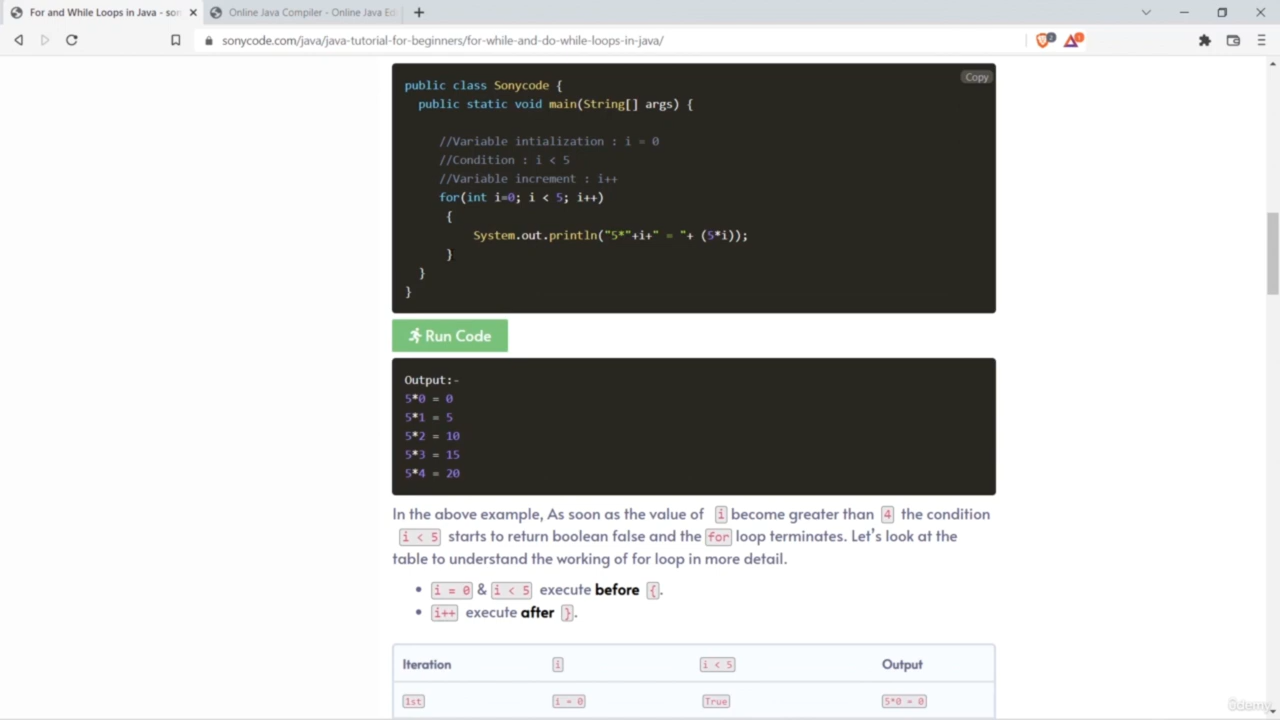 For and While Loops in Java - son
Online Java Compiler - Online Java Ed
sonycode.com/java/java-tutorial-for-beginners/for-while-and-do-while-loops-in-java/
2
1
Copy
public class Sonycode {
public static void main(String[] args) {
//Variable intialization : i = 0
//Condition : i < 5
//Variable increment : i++
for(int i=0; i < 5; i++)
{
System.out.println("5*"+i+" = "+ (5*i));
}
}
}
Run Code
Output:-
5*0 = 0
5*1 = 5
5*2 = 10
5*3 = 15
5*4 = 20
In the above example, As soon as the value of i become greater than 4 the condition
i < 5 starts to return boolean false and the for loop terminates. Let's look at the
table to understand the working of for loop in more detail.
• i = 0 & i < 5 execute before {.
• i++ execute after }.
Iteration i i < 5 Output
1st i = 0 True 5*0 = 0
ûdemy